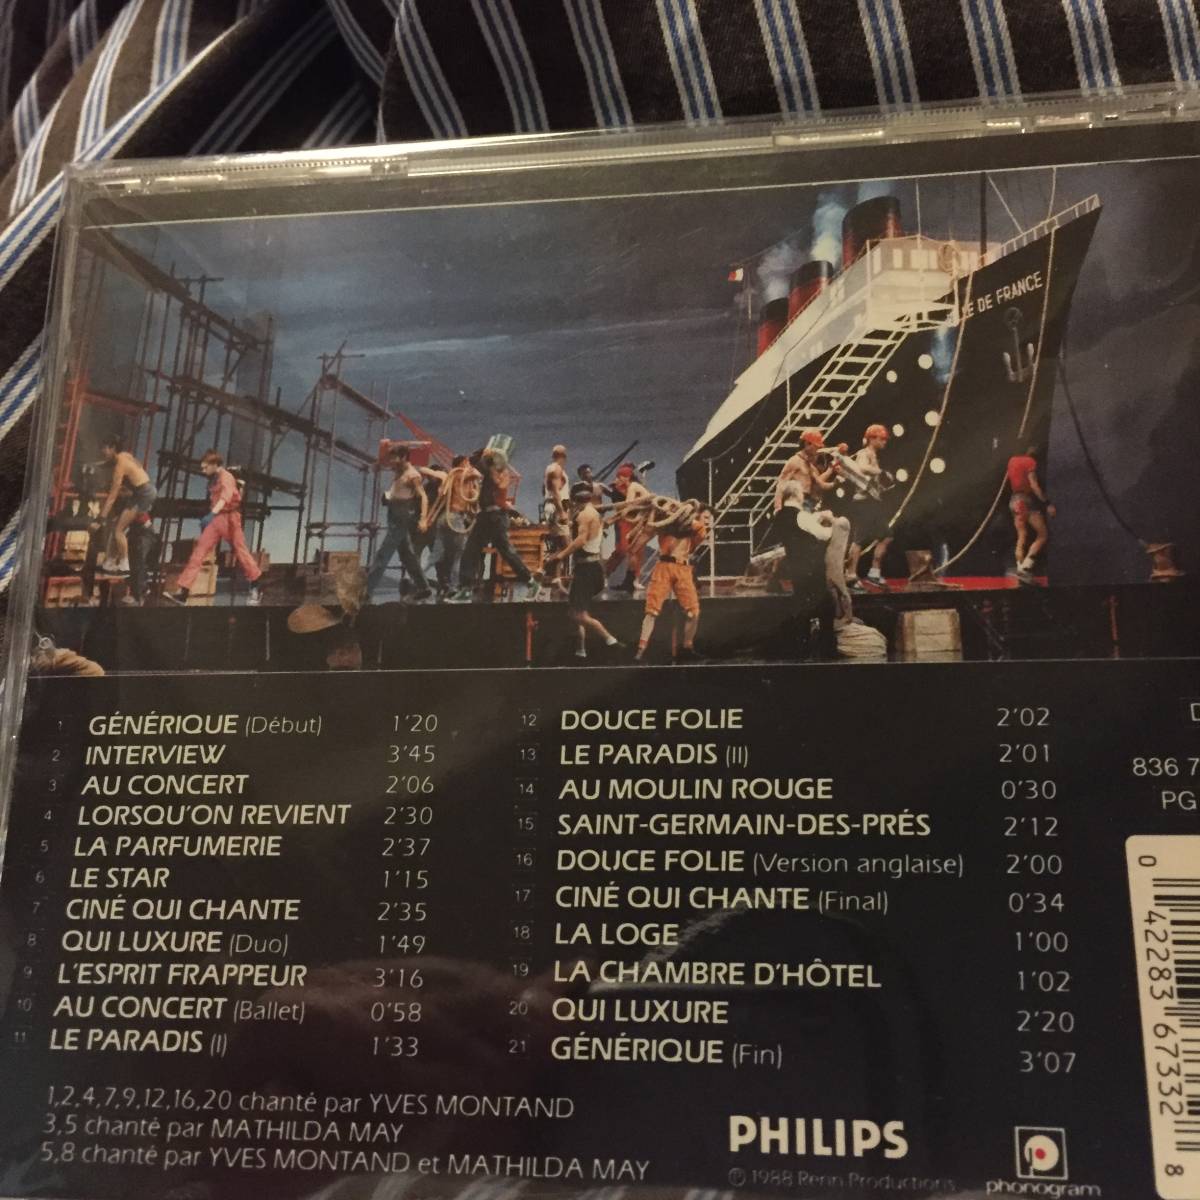 DE FRANCE
1 GÉNÉRIQUE (Début) 1'20
2 INTERVIEW 3'45
3 AU CONCERT 2'06
4 LORSQU'ON REVIENT 2'30
5 LA PARFUMERIE 2'37
6 LE STAR 1'15
7 CINÉ QUI CHANTE 2'35
8 QUI LUXURE (Duo) 1'49
9 L'ESPRIT FRAPPEUR 3'16
10 AU CONCERT (Ballet) 0'58
11 LE PARADIS (I) 1'33
12 DOUCE FOLIE 2'02
13 LE PARADIS (II) 2'01
14 AU MOULIN ROUGE 0'30
15 SAINT-GERMAIN-DES-PRÉS 2'12
16 DOUCE FOLIE (Version anglaise) 2'00
17 CINÉ QUI CHANTE (Final) 0'34
18 LA LOGE 1'00
19 LA CHAMBRE D'HÔTEL 1'02
20 QUI LUXURE 2'20
21 GÉNÉRIQUE (Fin) 3'07
1,2,4,7,9,12,16,20 chanté par YVES MONTAND
3,5 chanté par MATHILDA MAY
5,8 chanté par YVES MONTAND et MATHILDA MAY
PHILIPS
℗ 1988 Renn Productions
phonogram
836 7
PG
0 42283 67332 8